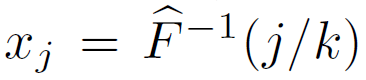 $x_j = \widehat{F}^{-1}(j/k)$